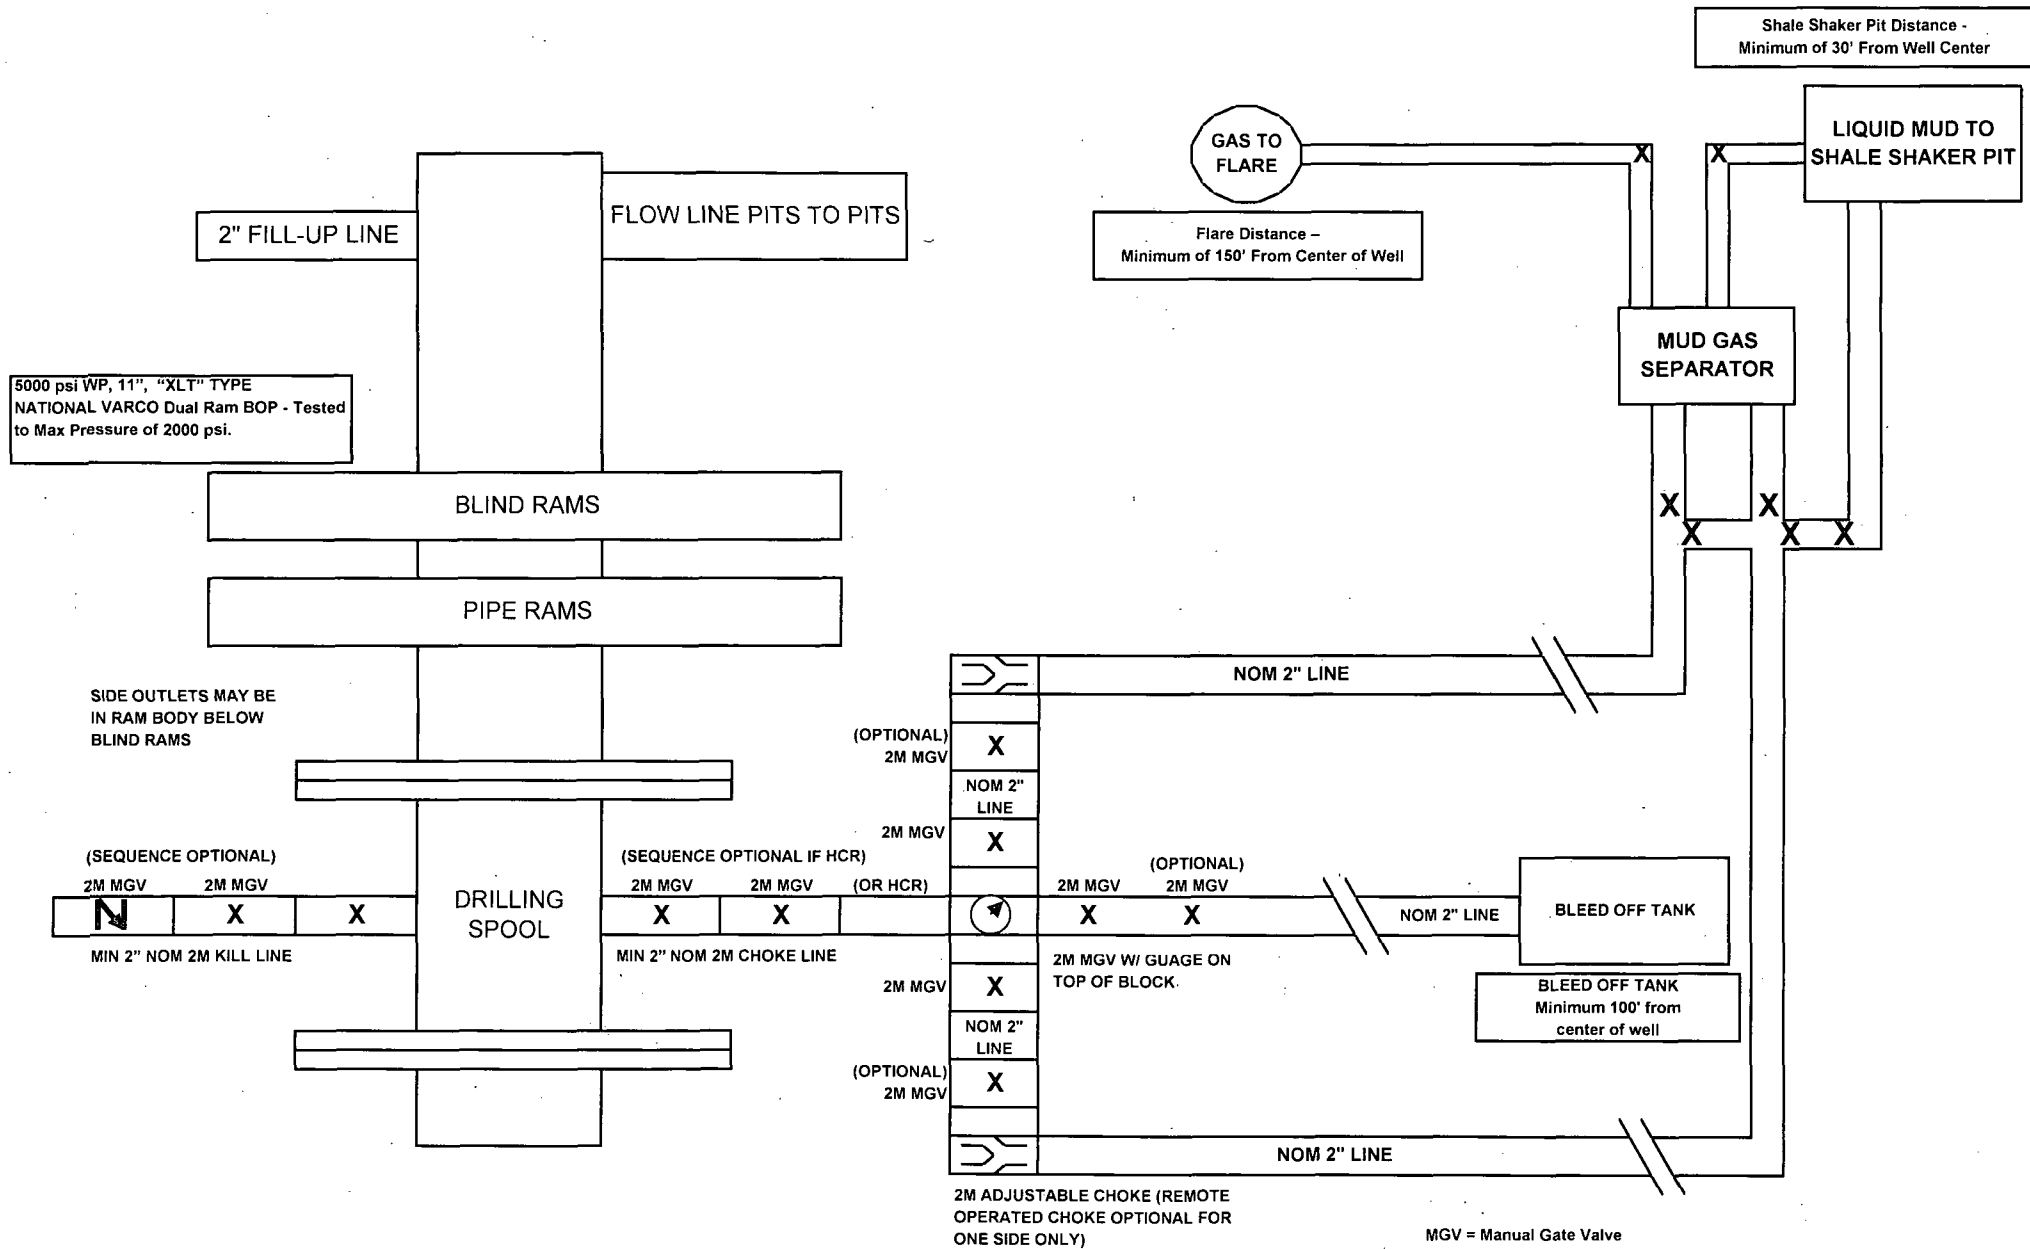 Shale Shaker Pit Distance -
Minimum of 30' From Well Center
LIQUID MUD TO
SHALE SHAKER PIT
GAS TO
FLARE
X
X
Flare Distance –
Minimum of 150' From Center of Well
FLOW LINE PITS TO PITS
2" FILL-UP LINE
MUD GAS
SEPARATOR
5000 psi WP, 11", "XLT" TYPE
NATIONAL VARCO Dual Ram BOP - Tested
to Max Pressure of 2000 psi.
BLIND RAMS
X
X
X
X
X
PIPE RAMS
NOM 2" LINE
SIDE OUTLETS MAY BE
IN RAM BODY BELOW
BLIND RAMS
(OPTIONAL)
2M MGV
X
NOM 2"
LINE
2M MGV
X
(SEQUENCE OPTIONAL)
2M MGV
2M MGV
N
X
X
MIN 2" NOM 2M KILL LINE
DRILLING
SPOOL
(SEQUENCE OPTIONAL IF HCR)
2M MGV
2M MGV
(OR HCR)
X
X
MIN 2" NOM 2M CHOKE LINE
(OPTIONAL)
2M MGV
2M MGV
X
X
NOM 2" LINE
BLEED OFF TANK
2M MGV W/ GUAGE ON
TOP OF BLOCK.
BLEED OFF TANK
Minimum 100' from
center of well
2M MGV
X
NOM 2"
LINE
(OPTIONAL)
2M MGV
X
NOM 2" LINE
2M ADJUSTABLE CHOKE (REMOTE
OPERATED CHOKE OPTIONAL FOR
ONE SIDE ONLY)
MGV = Manual Gate Valve